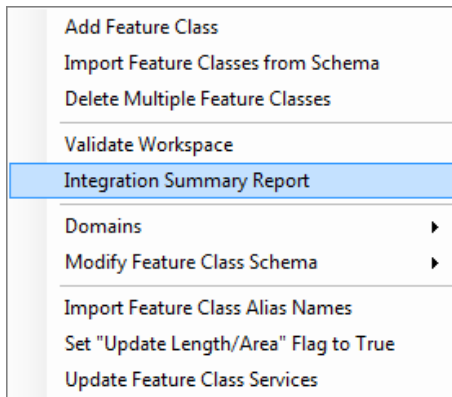 Add Feature Class
Import Feature Classes from Schema
Delete Multiple Feature Classes
Validate Workspace
Integration Summary Report
Domains
Modify Feature Class Schema
Import Feature Class Alias Names
Set "Update Length/Area" Flag to True
Update Feature Class Services